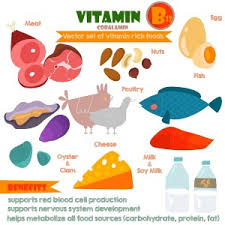 VITAMIN B12
COBALAMIN
Vector set of vitamin rich foods
Meat
Egg
Nuts
Fish
Poultry
Oyster &
Clam
Cheese
Milk &
Soy Milk
BENEFITS
supports red blood cell production
supports nervous system development
helps metabolize all food sources (carbohydrate, protein, fat)